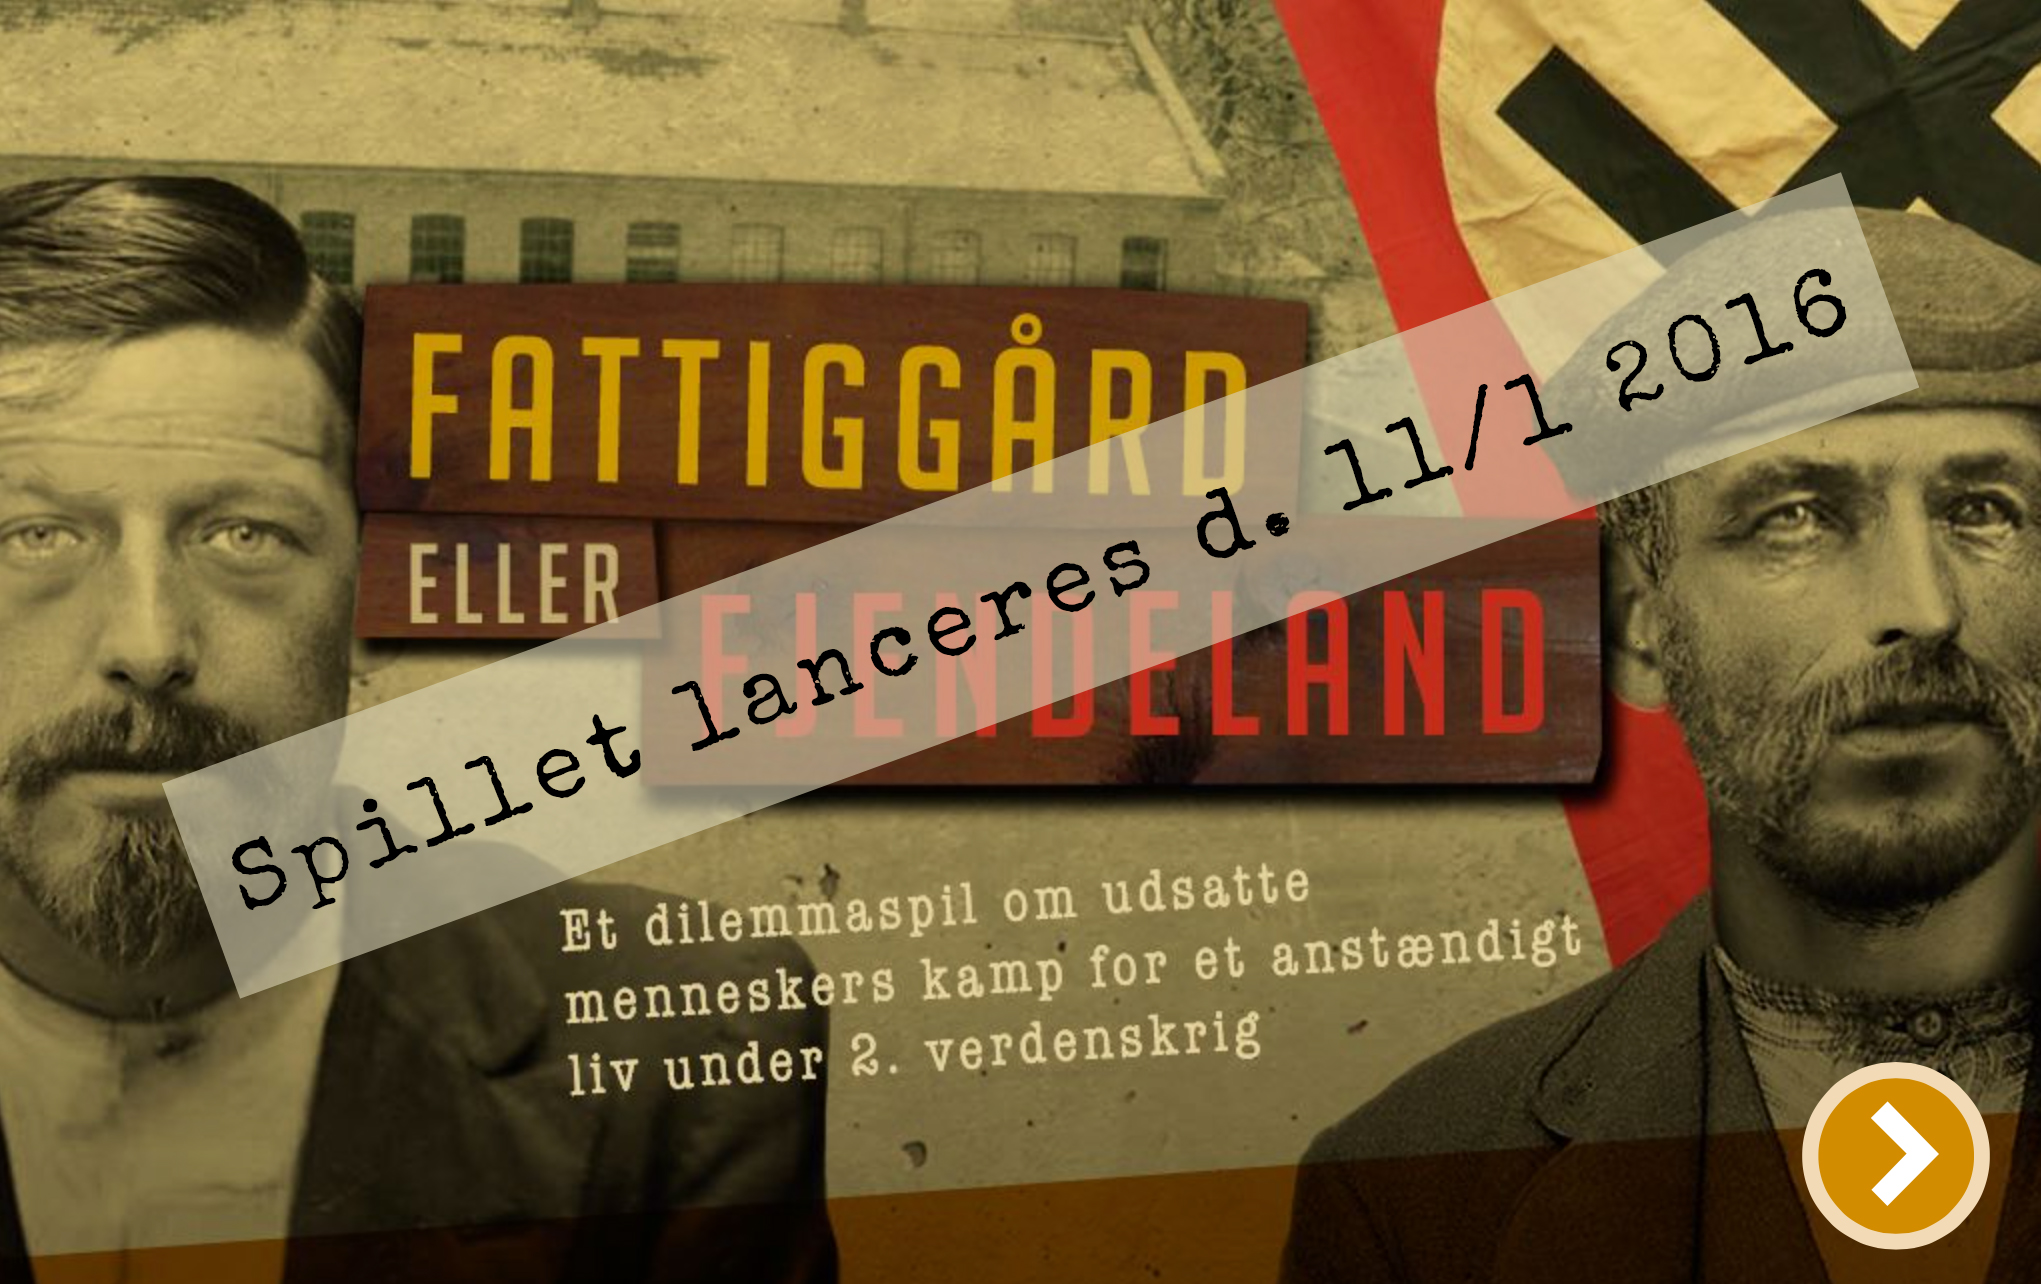 FATTIGGÅRD
ELLER
FJENDELAND
Spillet lanceres d. 11/1 2016
Et dilemmaspil om udsatte
menneskers kamp for et anstændigt
liv under 2. verdenskrig